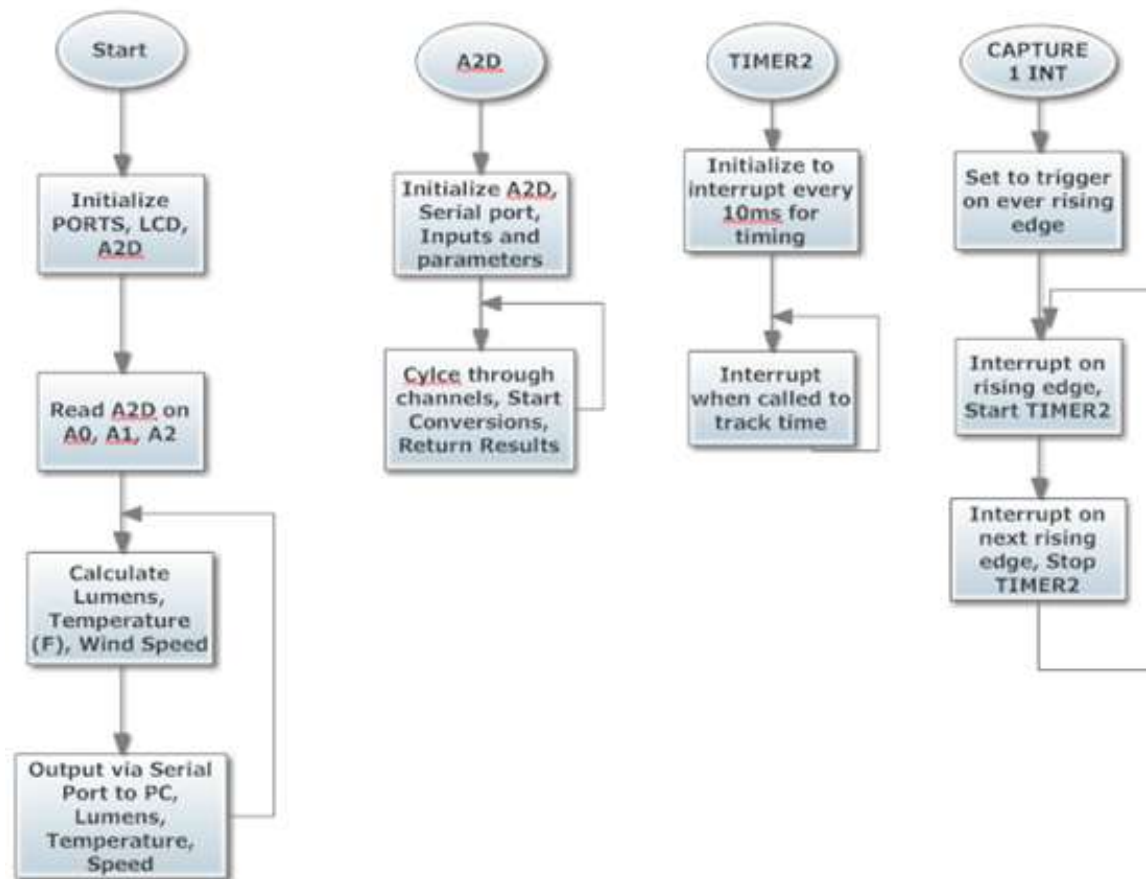 Start
Initialize
PORTS, LCD,
A2D
Read A2D on
A0, A1, A2
Calculate
Lumens,
Temperature
(F), Wind Speed
Output via Serial
Port to PC,
Lumens,
Temperature,
Speed
A2D
Initialize A2D,
Serial port,
Inputs and
parameters
Cylce through
channels, Start
Conversions,
Return Results
TIMER2
Initialize to
interrupt every
10ms for
timing
Interrupt
when called to
track time
CAPTURE
1 INT
Set to trigger
on ever rising
edge
Interrupt on
rising edge,
Start TIMER2
Interrupt on
next rising
edge, Stop
TIMER2